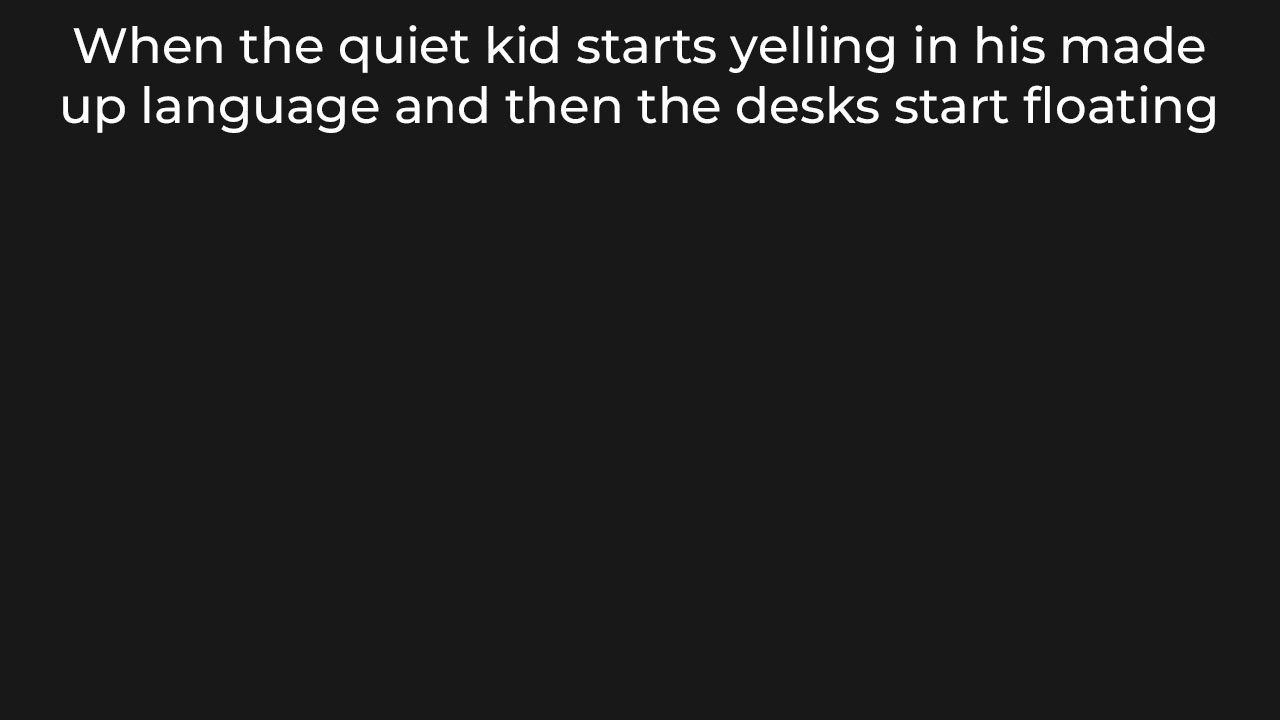 When the quiet kid starts yelling in his made
up language and then the desks start floating